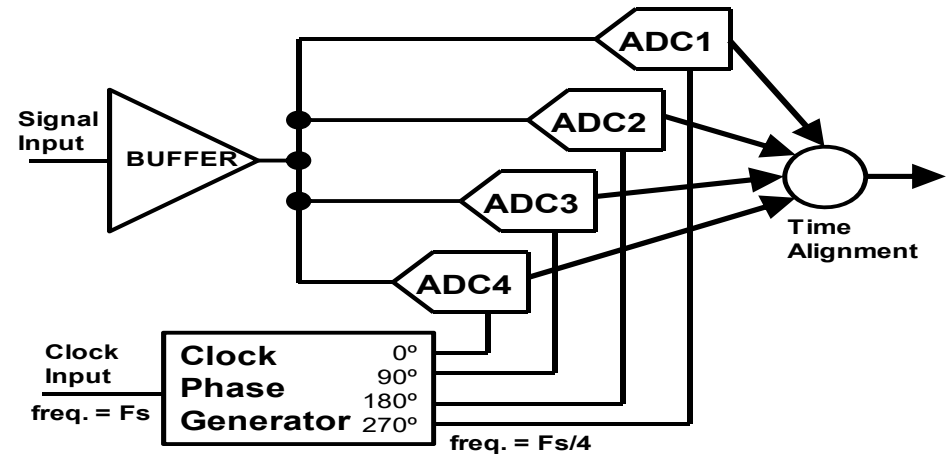 ADC1
Signal
Input
BUFFER
ADC2
ADC3
Time
Alignment
ADC4
Clock
Input
freq. = Fs
Clock
Phase
Generator
0º
90º
180º
270º
freq. = Fs/4